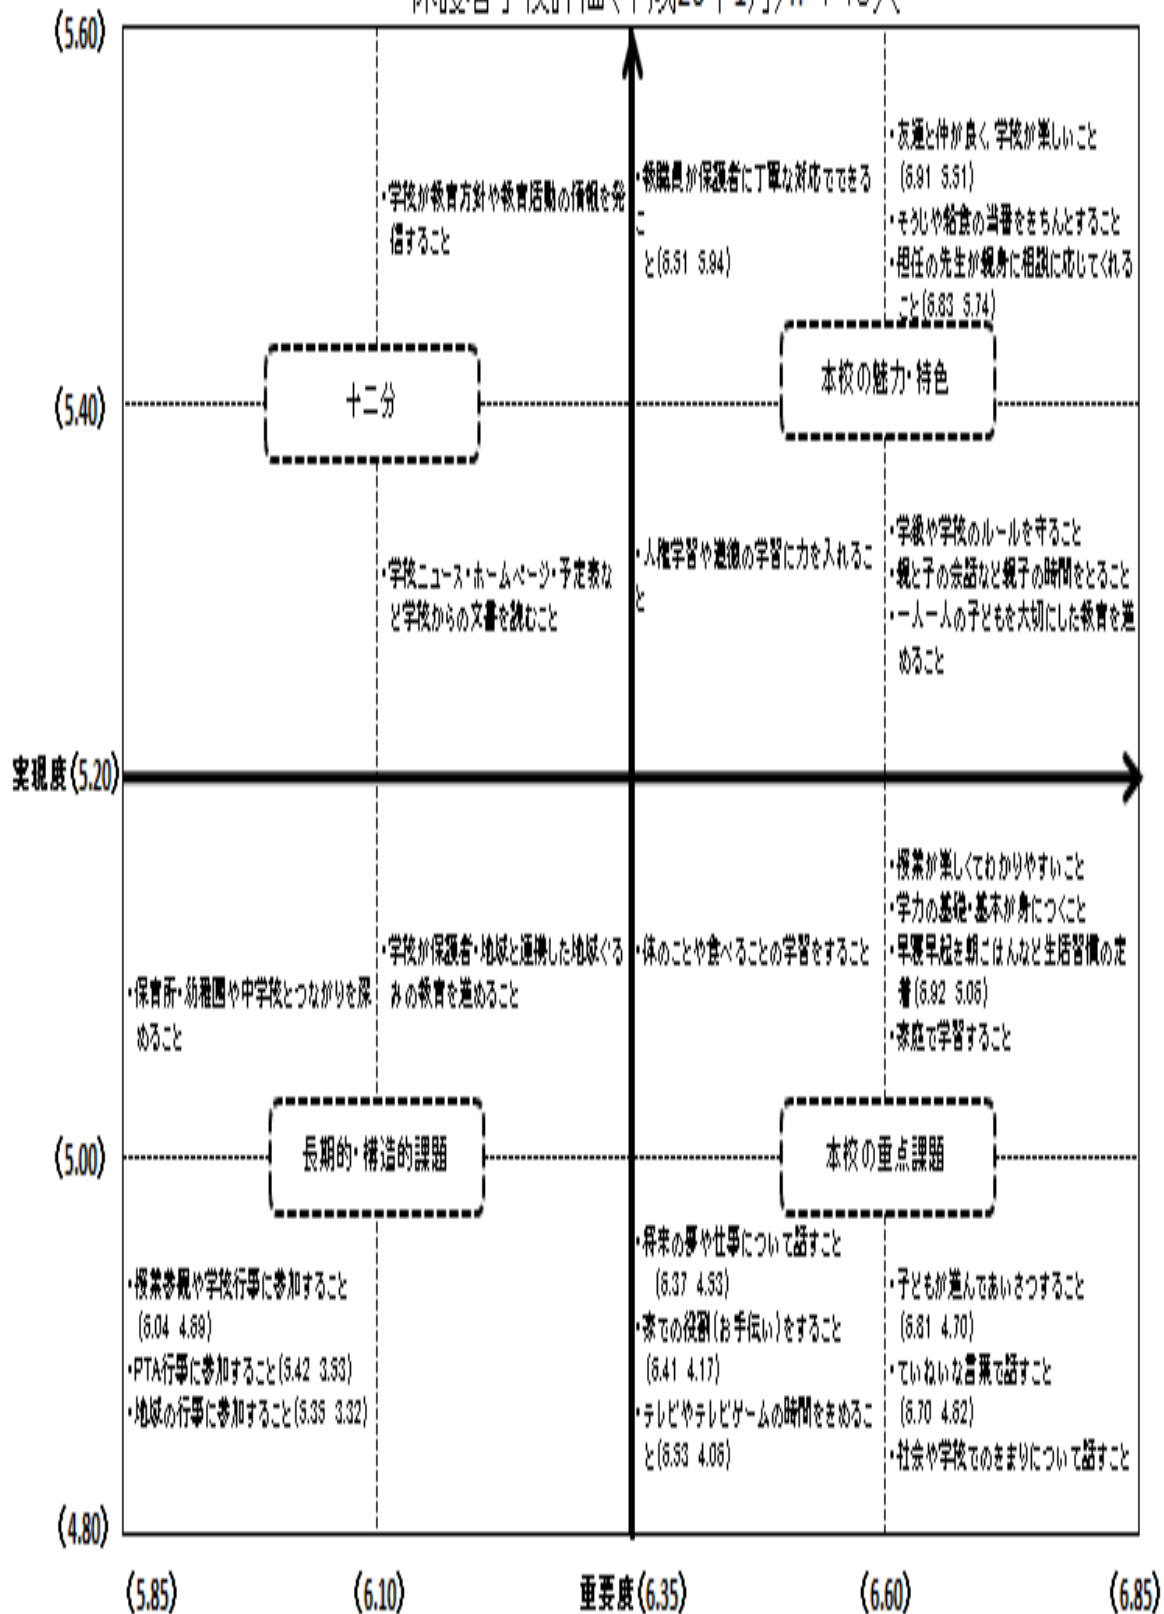 (5.60)
・友達と仲が良く、学校が楽しいこと
(6.91 5.51)
・そうじや給食の当番をきちんとすること
・担任の先生が親身に相談に応じてくれる
こと(6.83 5.74)
・教職員が保護者に丁寧な対応でできる
こ
と(6.51 5.94)
・学校が教育方針や教育活動の情報を発
信すること
十二分
本校の魅力・特色
(5.40)
・学校ニュース・ホームページ・予定表な
ど学校からの文書を読むこと
・人権学習や道徳の学習に力を入れるこ
と
・学級や学校のルールを守ること
・親と子の会話など親子の時間をとること
・一人一人の子どもを大切にした教育を進
めること
実現度(5.20)
・保育所・幼稚園や中学校とつながりを深
めること
・学校が保護者・地域と連携した地域ぐる
みの教育を進めること
・体のことや食べることの学習をすること
・授業が楽しくてわかりやすいこと
・学力の基礎・基本が身につくこと
・早寝早起き朝ごはんなど生活習慣の定
着(6.92 5.06)
・家庭で学習すること
長期的・構造的課題
本校の重点課題
(5.00)
・授業参観や学校行事に参加すること
(6.04 4.89)
・PTA行事に参加すること(5.42 3.53)
・地域の行事に参加すること(5.35 3.32)
・将来の夢や仕事について話すこと
(6.37 4.53)
・家での役割(お手伝い)をすること
(6.41 4.17)
・テレビやテレビゲームの時間をきめるこ
と(6.53 4.06)
・子どもが進んであいさつすること
(6.81 4.70)
・ていねいな言葉で話すこと
(6.70 4.62)
・社会や学校でのきまりについて話すこと
(4.80)
(5.85)
(6.10)
重要度(6.35)
(6.60)
(6.85)